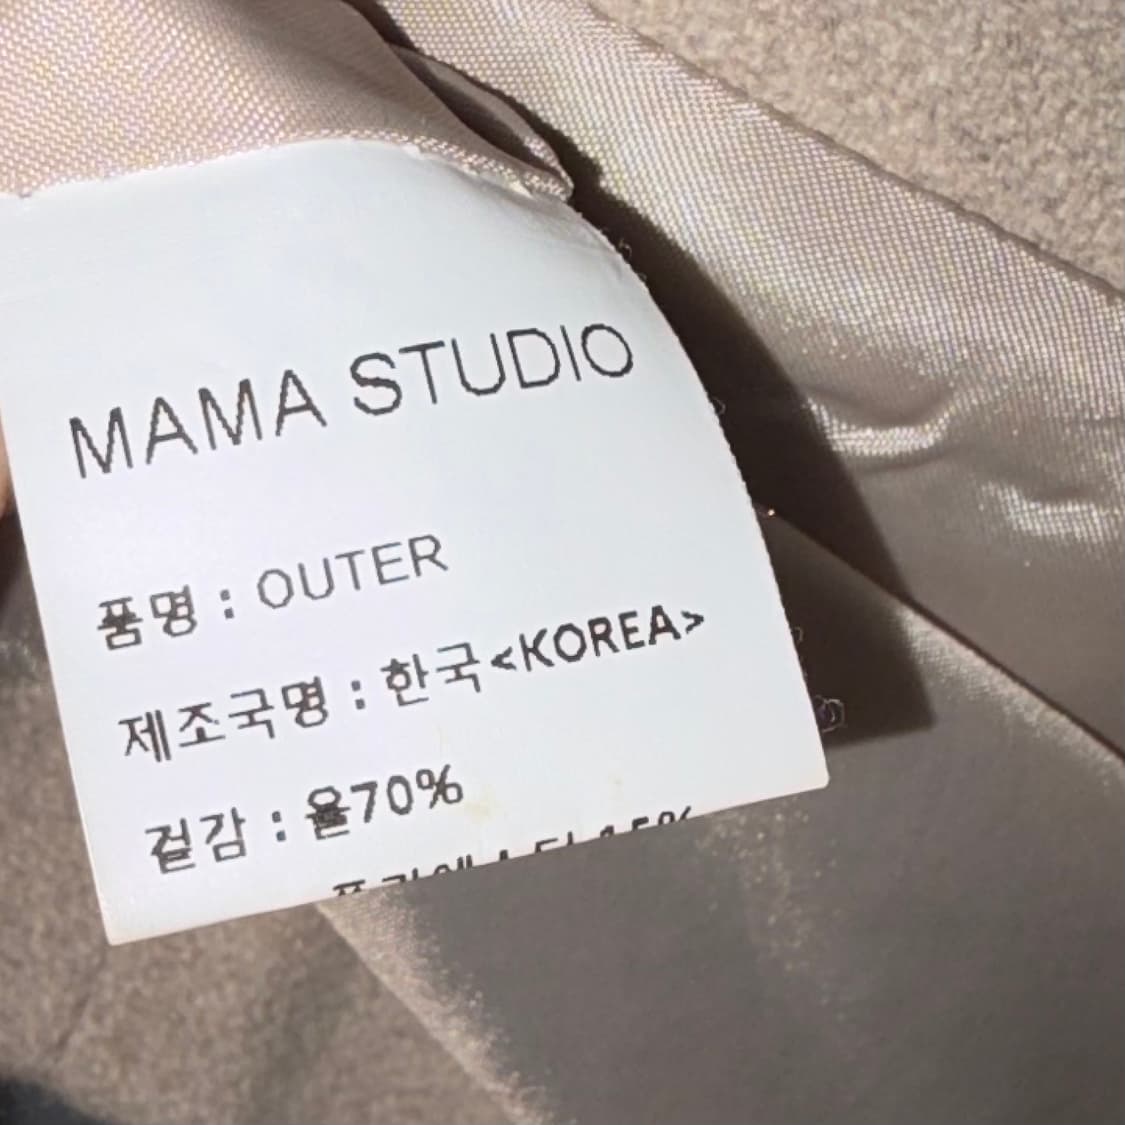 MAMA STUDIO
품명 : OUTER
제조국명 : 한국<KOREA>
겉감 : 울70%